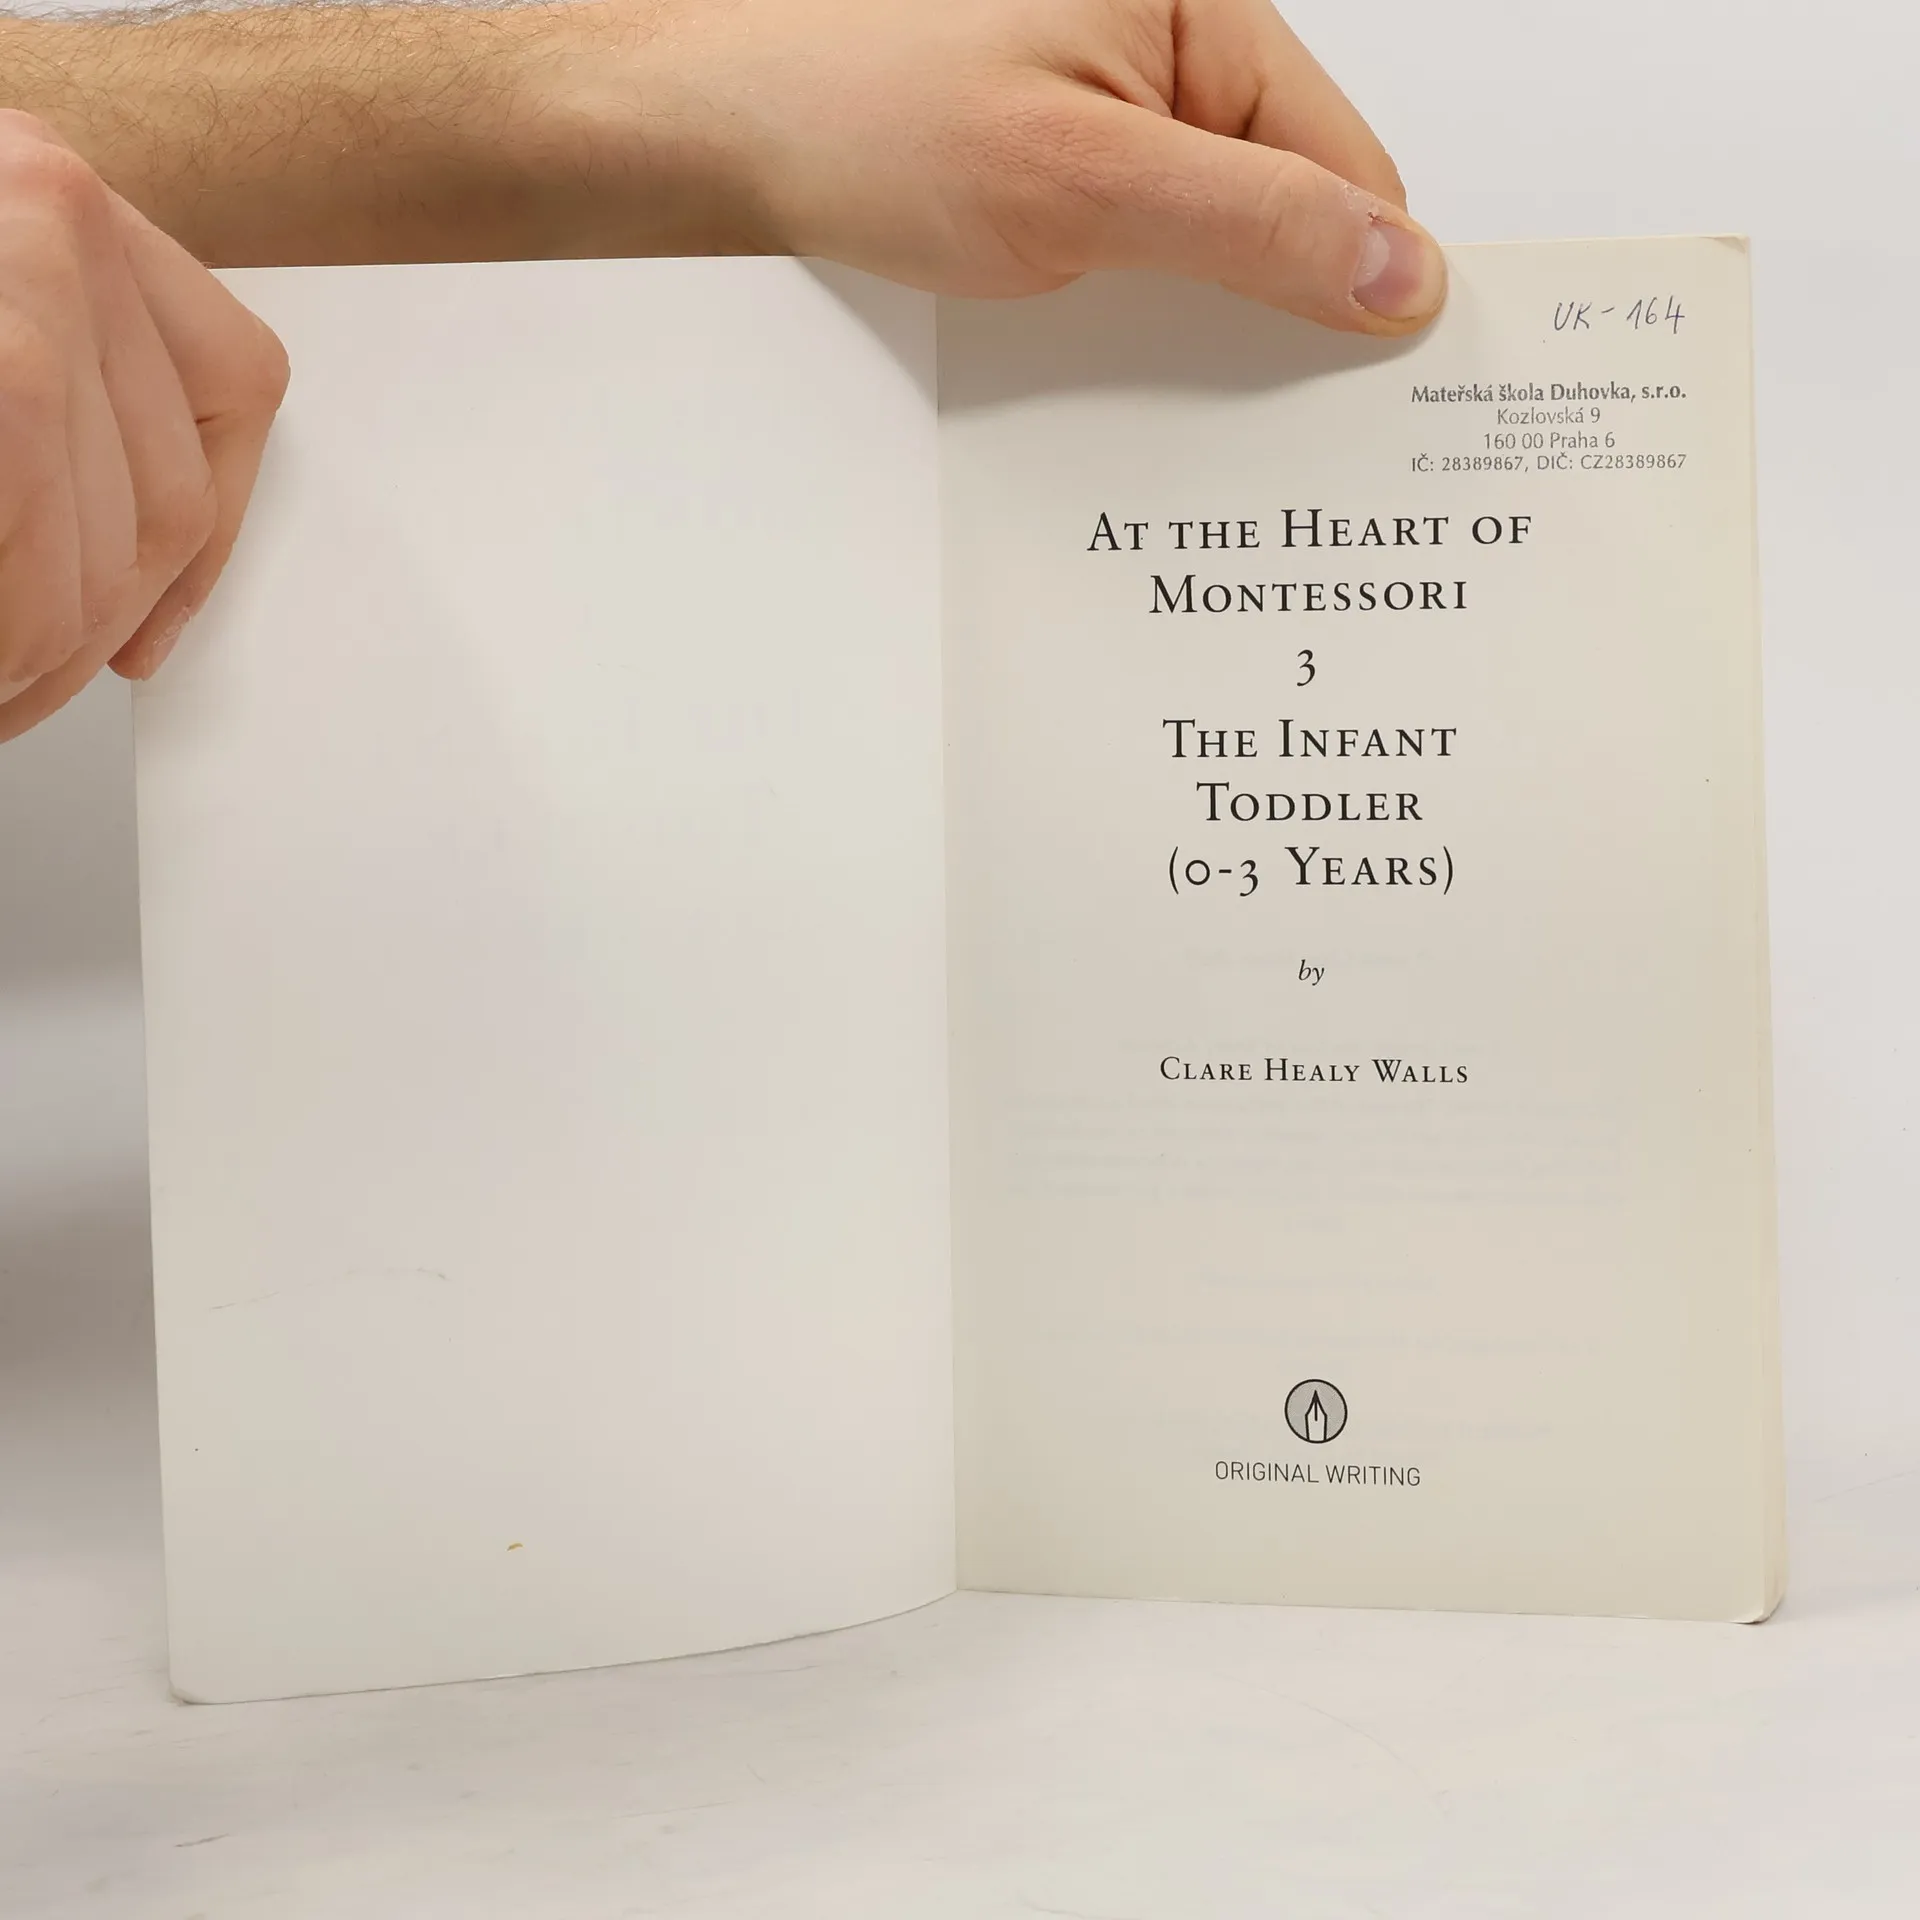 UK-164
Mateřská škola Duhovka, s.r.o.
Kozlovská 9
160 00 Praha 6
IČ: 28389867, DIČ: CZ28389867
At the Heart of
Montessori
3
The Infant
Toddler
(0-3 Years)
by
Clare Healy Walls
ORIGINAL WRITING